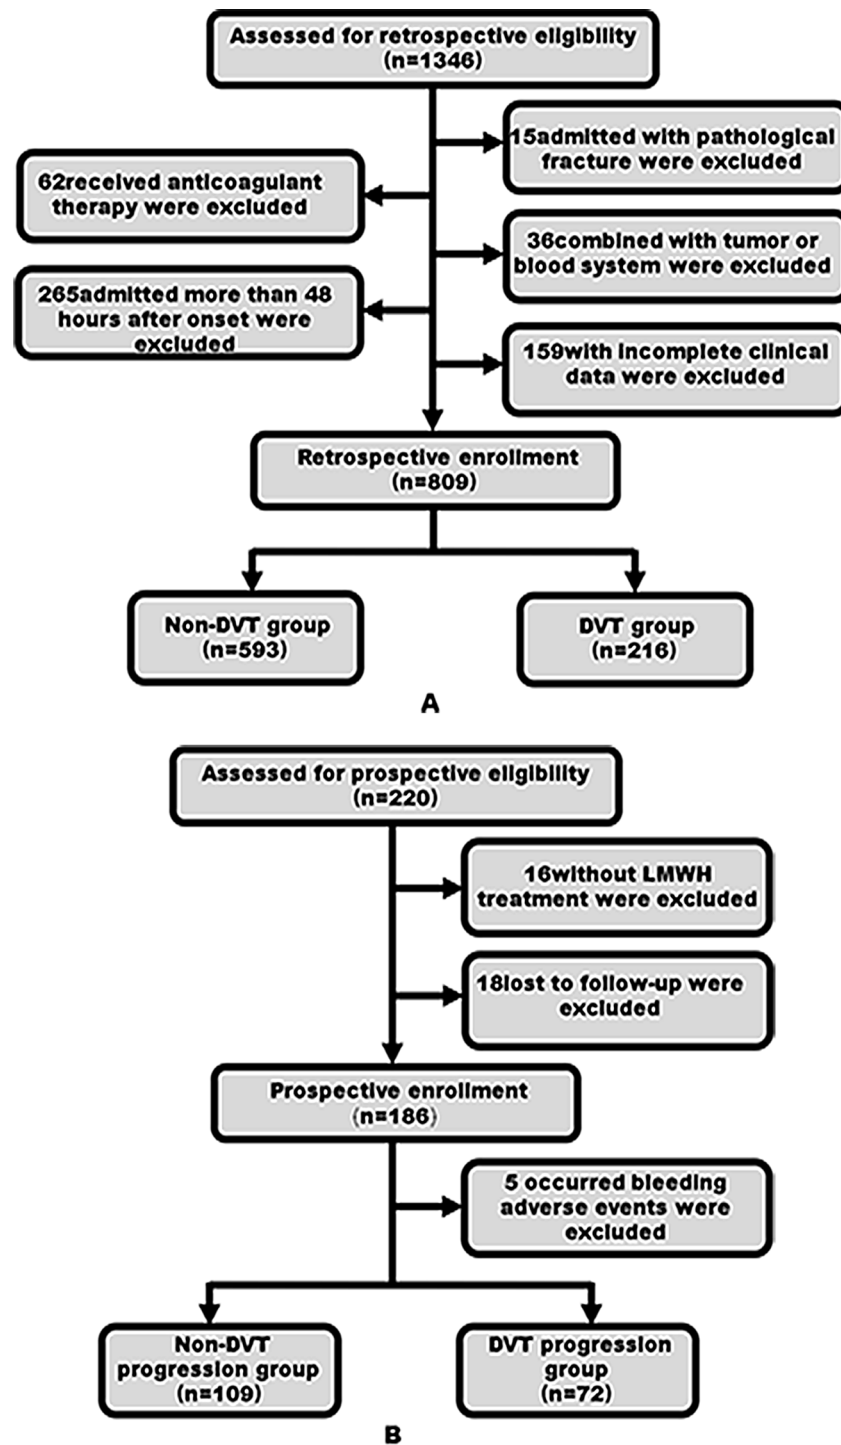 Assessed for retrospective eligibility
(n=1346)
15admitted with pathological
fracture were excluded
62received anticoagulant
therapy were excluded
36combined with tumor or
blood system were excluded
265admitted more than 48
hours after onset were
excluded
159with incomplete clinical
data were excluded
Retrospective enrollment
(n=809)
Non-DVT group
(n=593)
DVT group
(n=216)
A
Assessed for prospective eligibility
(n=220)
16without LMWH
treatment were excluded
18lost to follow-up were
excluded
Prospective enrollment
(n=186)
5 occurred bleeding
adverse events were
excluded
Non-DVT
progression group
(n=109)
DVT progression
group
(n=72)
B